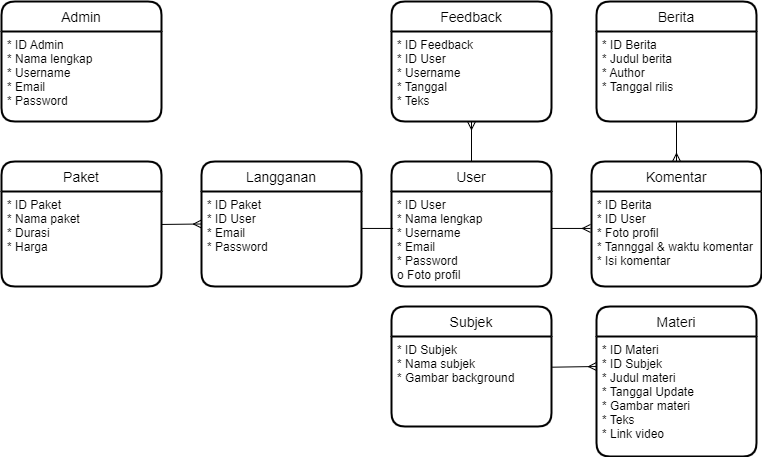 Admin
* ID Admin
* Nama lengkap
* Username
* Email
* Password
Feedback
* ID Feedback
* ID User
* Username
* Tanggal
* Teks
Berita
* ID Berita
* Judul berita
* Author
* Tanggal rilis
Paket
* ID Paket
* Nama paket
* Durasi
* Harga
Langganan
* ID Paket
* ID User
* Email
* Password
User
* ID User
* Nama lengkap
* Username
* Email
* Password
o Foto profil
Komentar
* ID Berita
* ID User
* Foto profil
* Tannggal & waktu komentar
* Isi komentar
Subjek
* ID Subjek
* Nama subjek
* Gambar background
Materi
* ID Materi
* ID Subjek
* Judul materi
* Tanggal Update
* Gambar materi
* Teks
* Link video